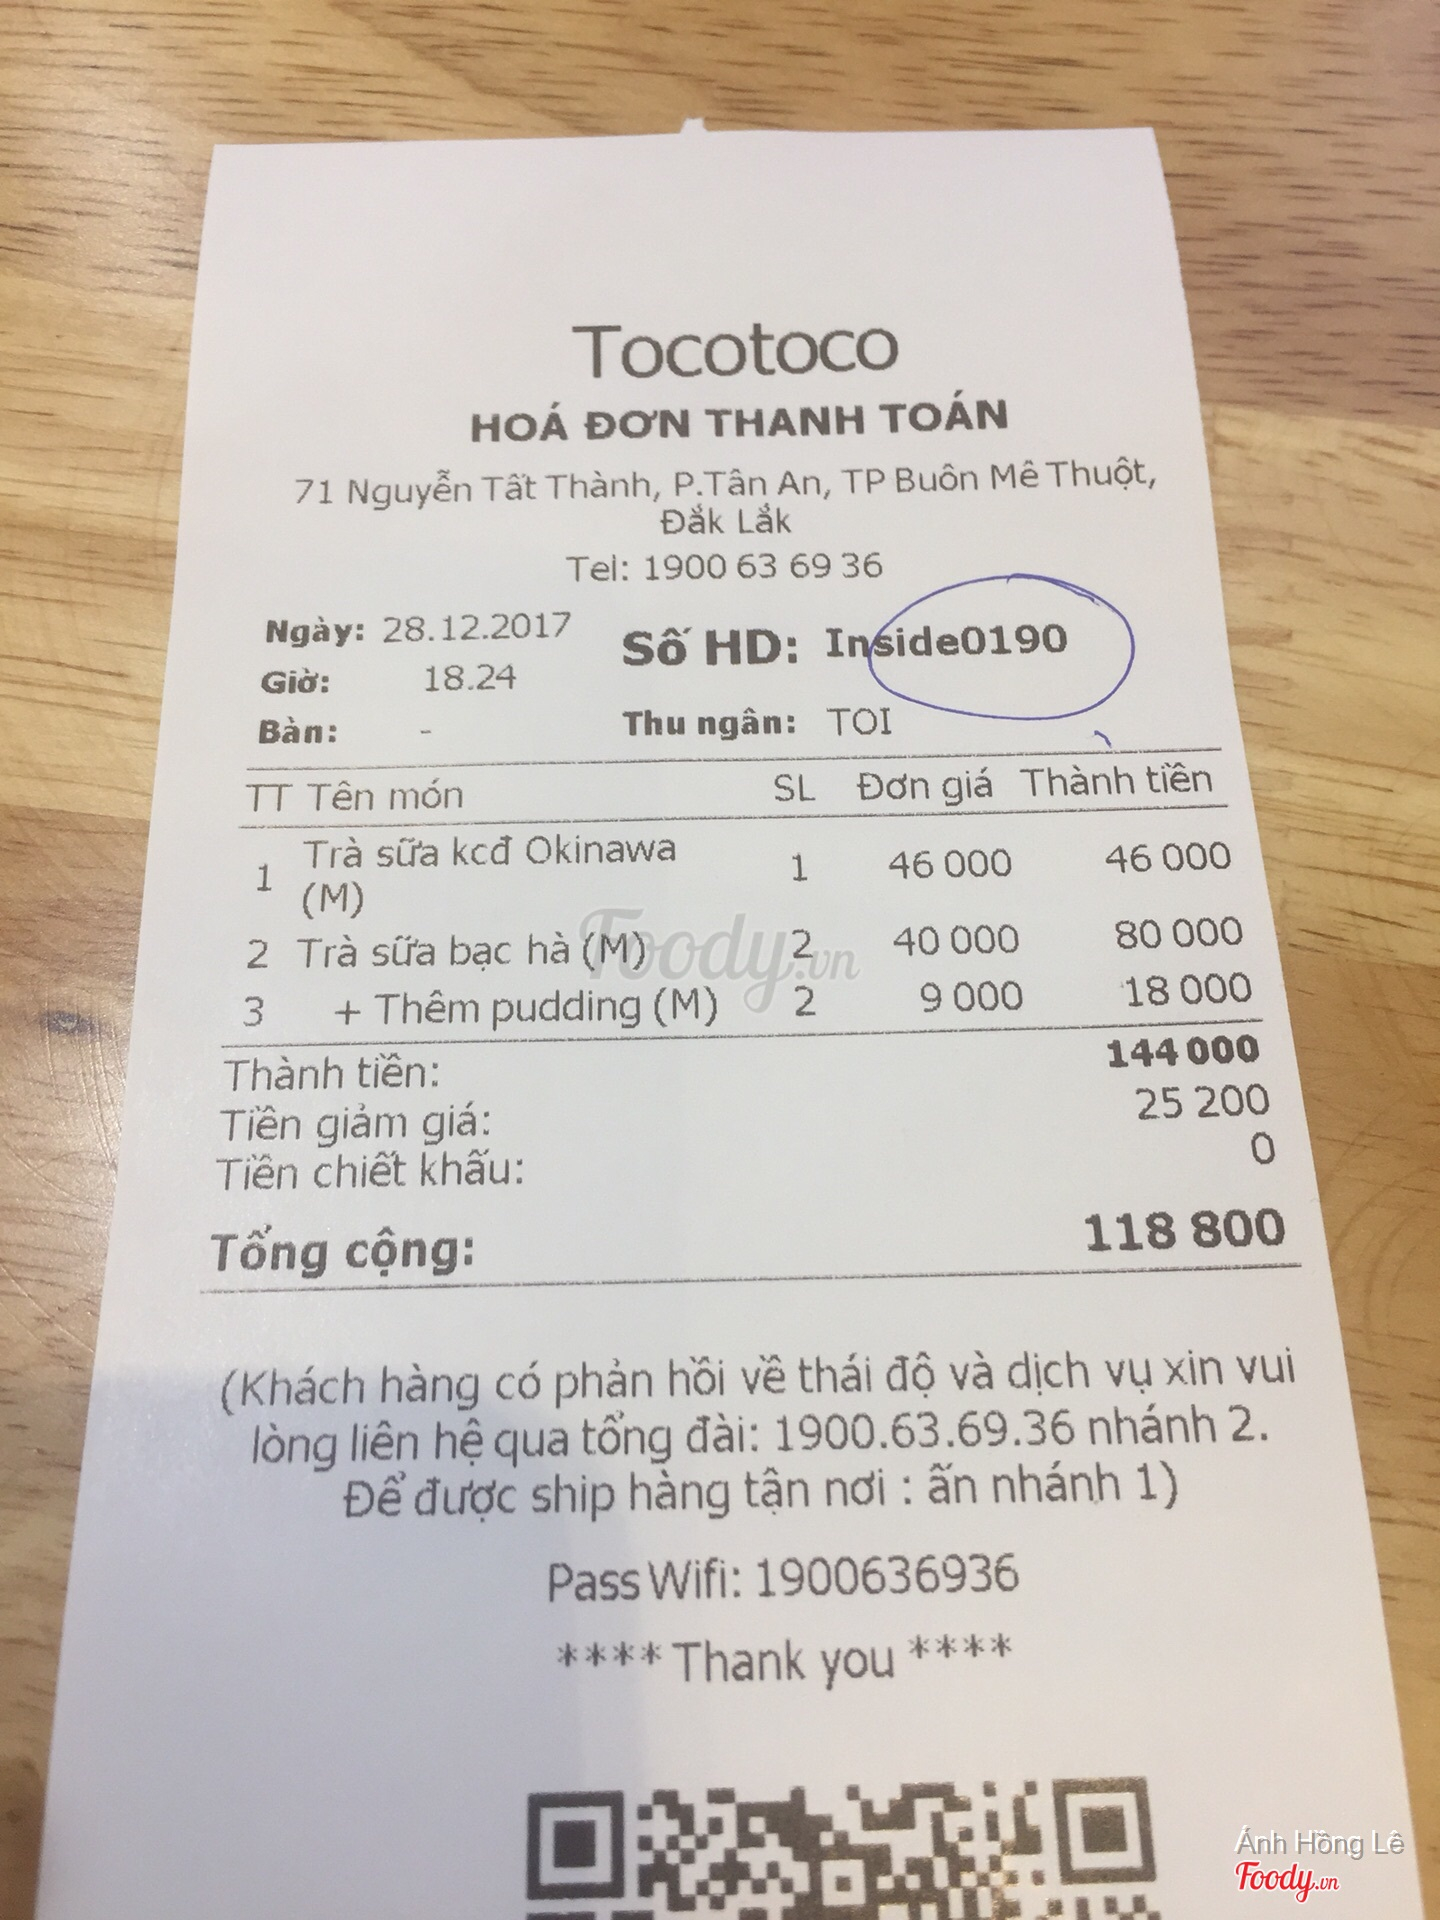 Tocotoco
HOÁ ĐƠN THANH TOÁN
71 Nguyễn Tất Thành, P.Tân An, TP Buôn Mê Thuột,
Đắk Lắk
Tel: 1900 63 69 36
Ngày: 28.12.2017 Số HD: Inside0190
Giờ: 18.24
Bàn: - Thu ngân: TOI
TT Tên món SL Đơn giá Thành tiền
1 Trà sữa kcđ Okinawa 1 46 000 46 000
(M)
2 Trà sữa bạc hà (M) 2 40 000 80 000
3 + Thêm pudding (M) 2 9 000 18 000
Thành tiền: 144 000
Tiền giảm giá: 25 200
Tiền chiết khấu: 0
Tổng cộng: 118 800
(Khách hàng có phản hồi về thái độ và dịch vụ xin vui
lòng liên hệ qua tổng đài: 1900.63.69.36 nhánh 2.
Để được ship hàng tận nơi : ấn nhánh 1)
Pass Wifi: 1900636936
**** Thank you ****
Foody.vn
Ánh Hồng Lê
Foody.vn